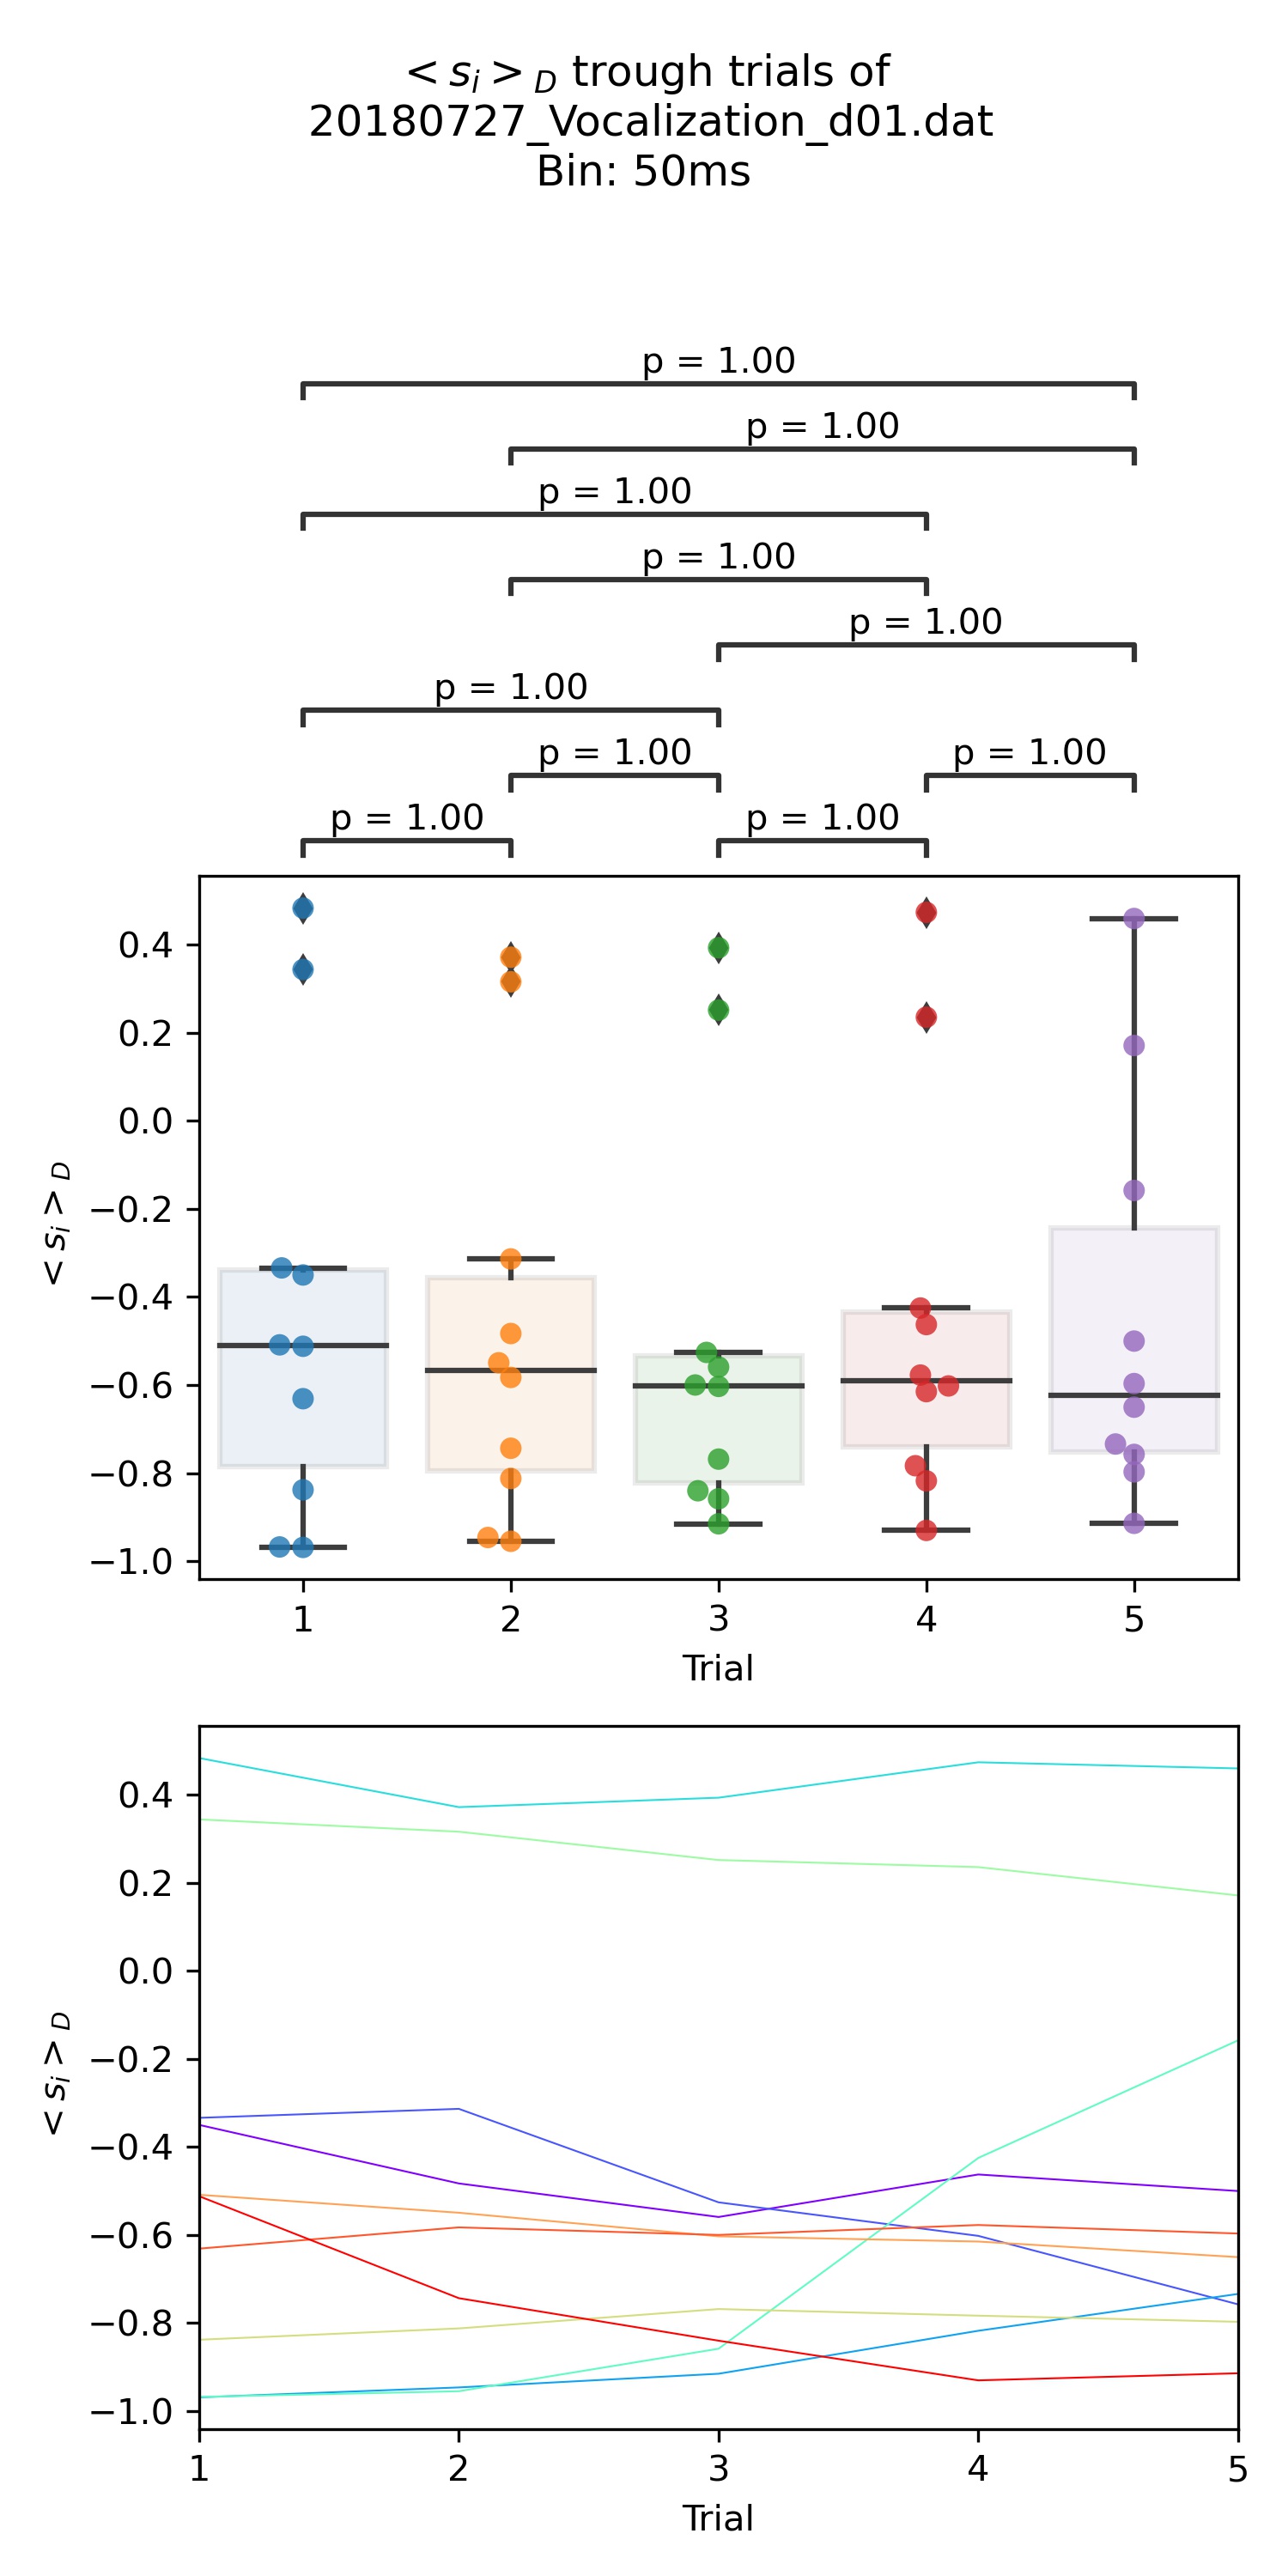 < s_i >_D trough trials of
20180727_Vocalization_d01.dat
Bin: 50ms
p = 1.00
p = 1.00
p = 1.00
p = 1.00
p = 1.00
p = 1.00
p = 1.00 p = 1.00
p = 1.00 p = 1.00
0.4
0.2
0.0
−0.2
−0.4
−0.6
−0.8
−1.0
< s_i >_D
1 2 3 4 5
Trial
0.4
0.2
0.0
−0.2
−0.4
−0.6
−0.8
−1.0
< s_i >_D
1 2 3 4 5
Trial